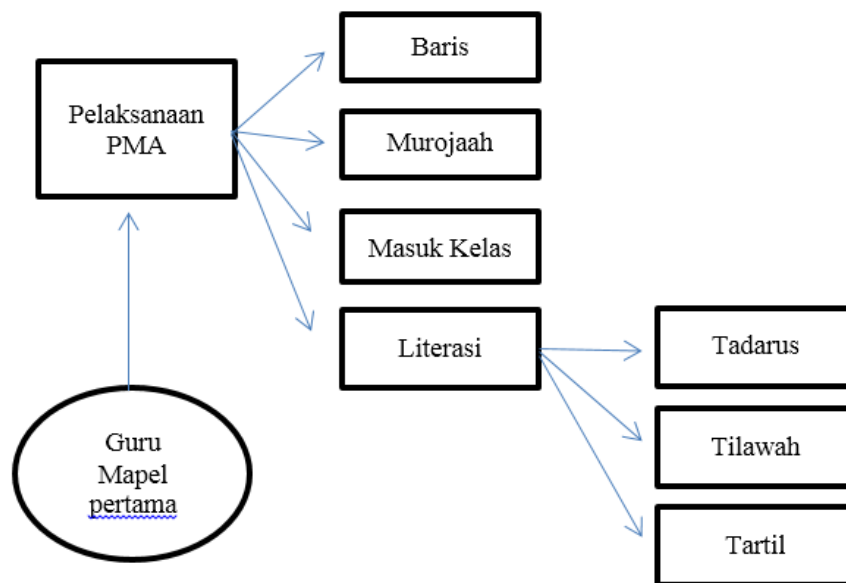 Baris
Pelaksanaan
PMA
Murojaah
Masuk Kelas
Literasi
Tadarus
Guru
Mapel
pertama
Tilawah
Tartil